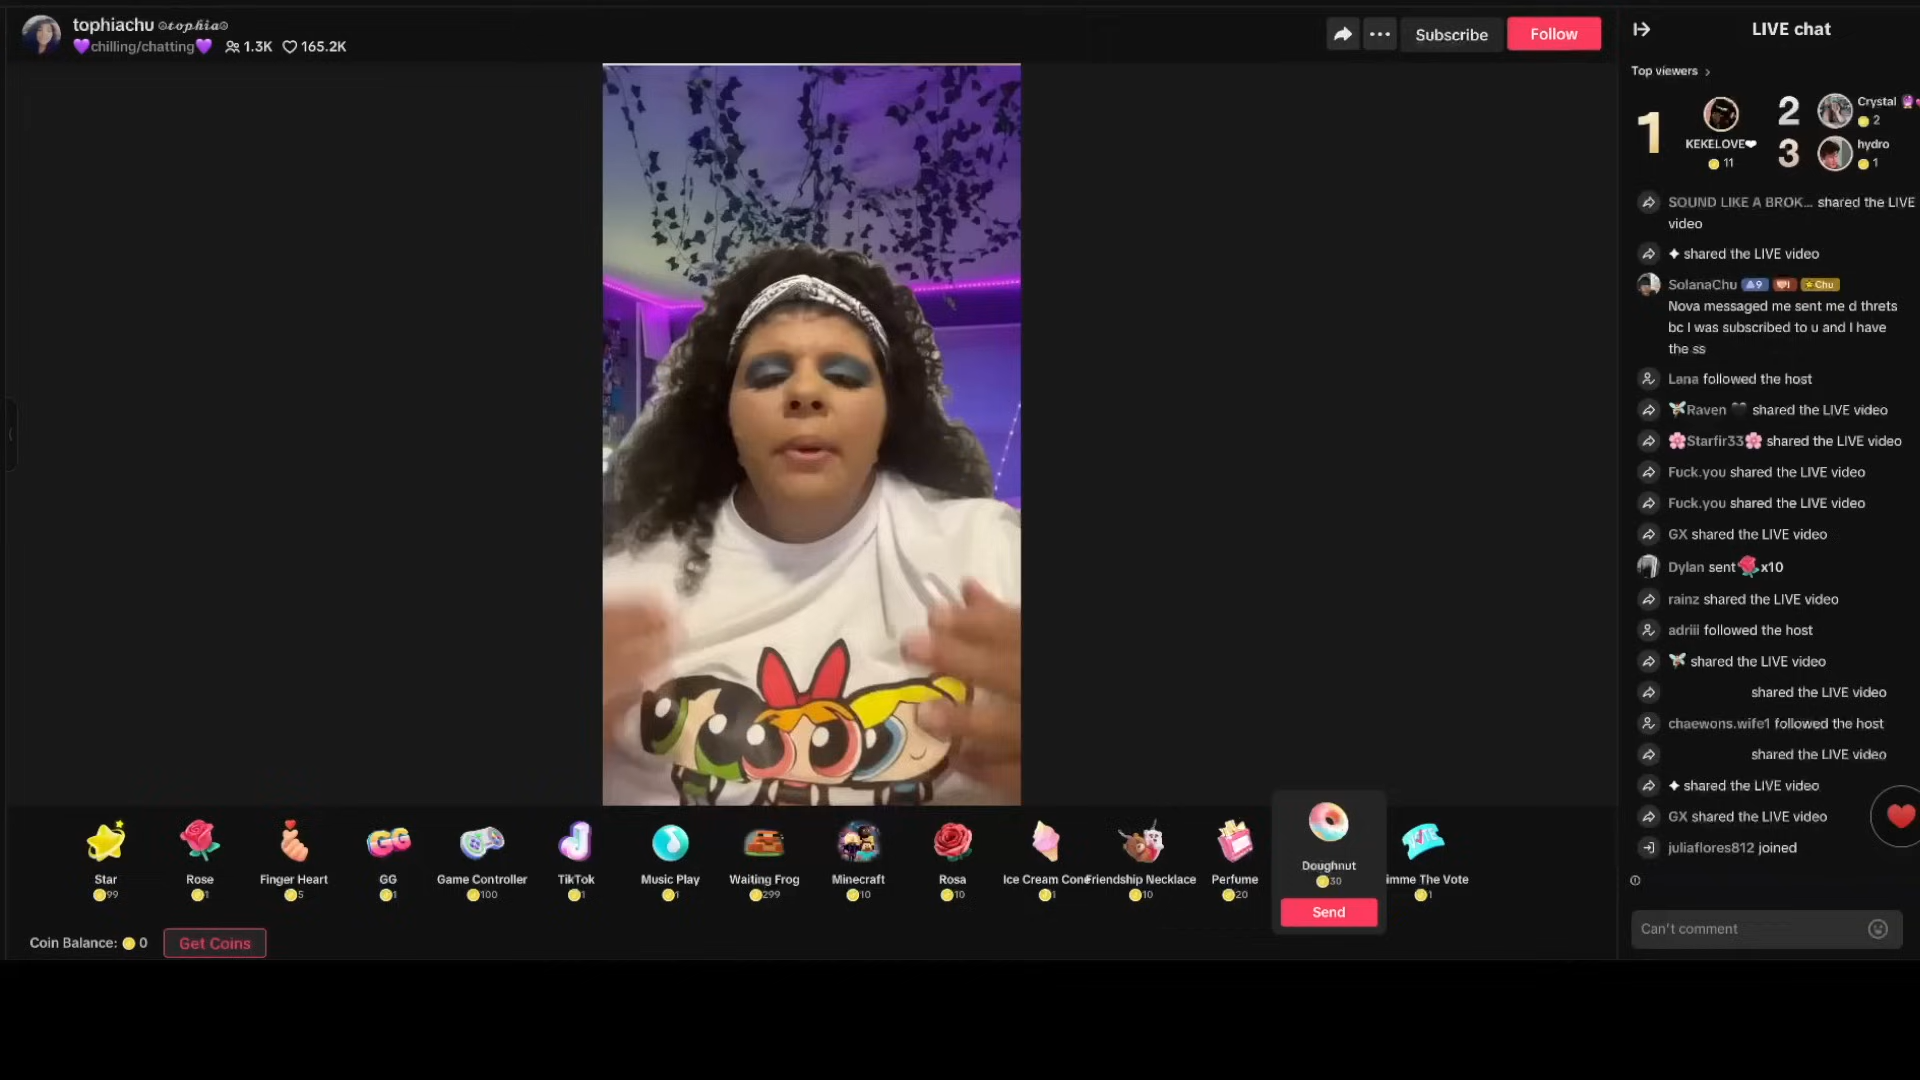 tophiachu ☹𝓽𝓸𝓹𝓱𝓲𝓪☹
💜chilling/chatting💜 1.3K 165.2K
Subscribe
Follow
LIVE chat
Top viewers
1
KEKELOVE❤
11
2
Crystal 🔮
2
3
hydro
1
SOUND LIKE A BROK... shared the LIVE
video
✦ shared the LIVE video
SolanaChu 9 I Chu
Nova messaged me sent me d threts
bc I was subscribed to u and I have
the ss
Lana followed the host
Raven 🖤 shared the LIVE video
🌸Starfir33🌸 shared the LIVE video
Fuck.you shared the LIVE video
Fuck.you shared the LIVE video
GX shared the LIVE video
Dylan sent 🌹 x10
rainz shared the LIVE video
adriii followed the host
shared the LIVE video
shared the LIVE video
chaewons.wife1 followed the host
shared the LIVE video
✦ shared the LIVE video
GX shared the LIVE video
juliaflores812 joined
Can't comment
Star
99
Rose
1
Finger Heart
5
GG
GG
1
Game Controller
100
TikTok
1
Music Play
1
Waiting Frog
299
Minecraft
10
Rosa
10
Ice Cream Cone
1
Friendship Necklace
10
Perfume
20
Doughnut
30
Send
imme The Vote
1
Coin Balance: 0
Get Coins